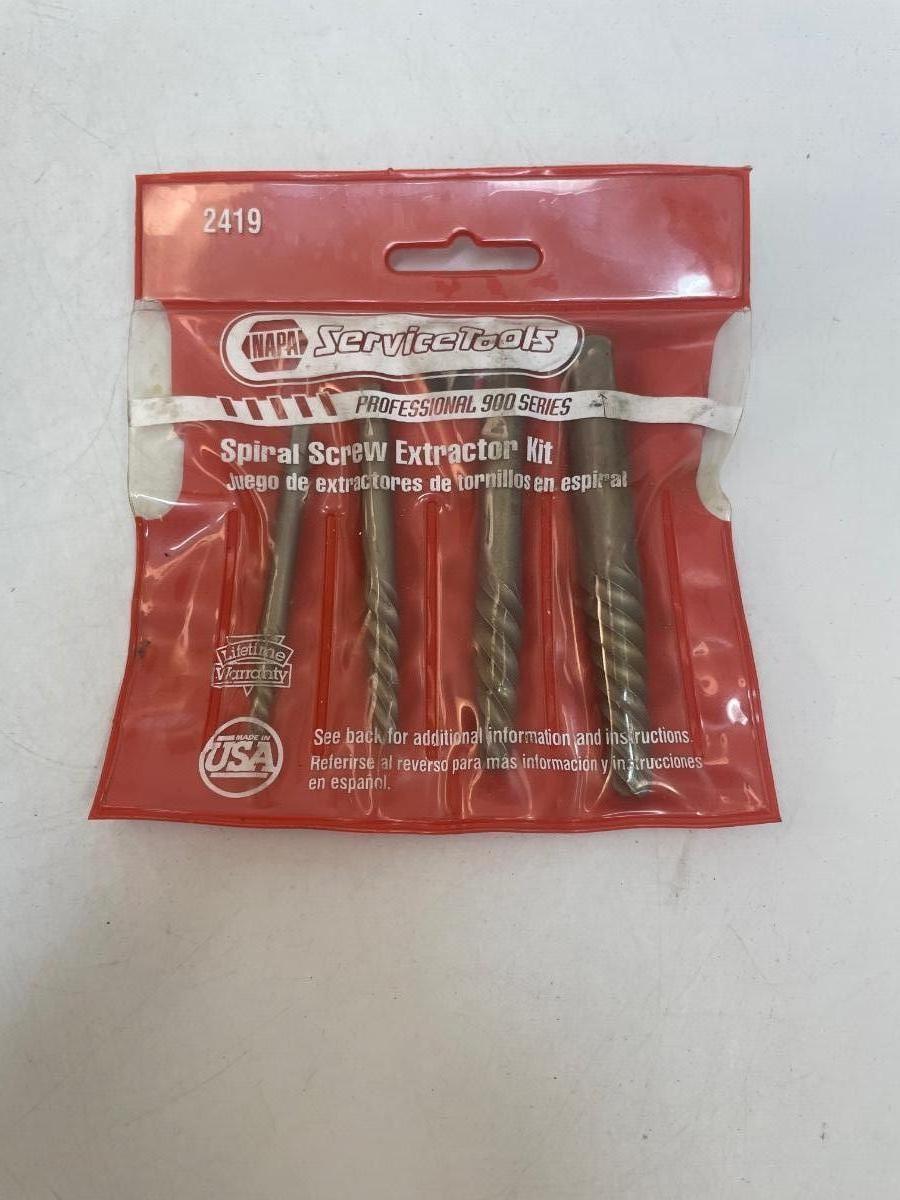 2419
NAPA ServiceTools
PROFESSIONAL 900 SERIES
Spiral Screw Extractor Kit
Juego de extractores de tornillos en espiral
Lifetime
Warranty
MADE IN
USA
See back for additional information and instructions.
Referirse al reverso para mas información y instrucciones
en español.